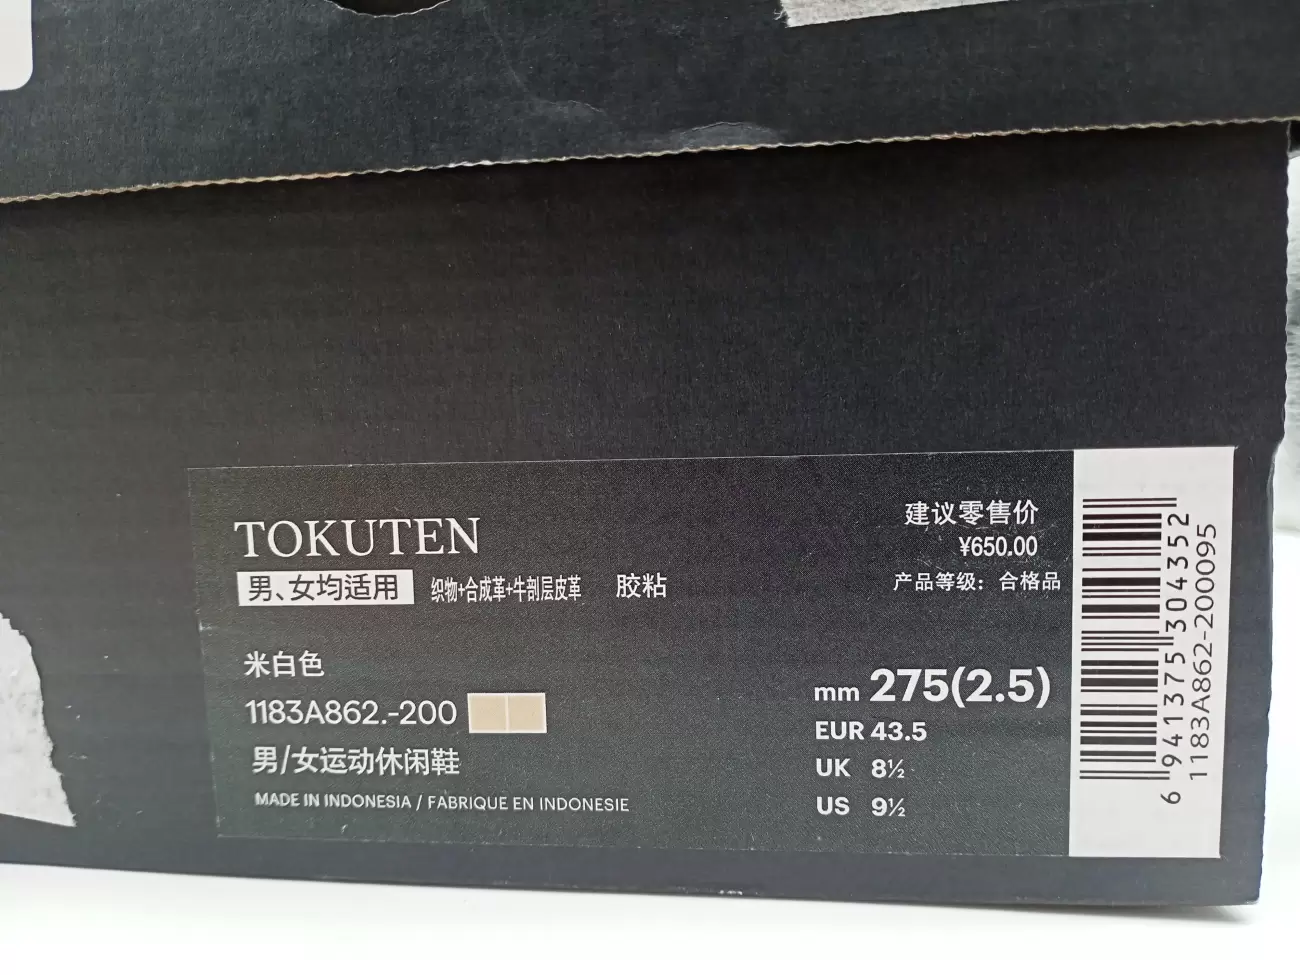 TOKUTEN
男、女均适用 织物+合成革+牛剖层皮革 胶粘
米白色
1183A862.-200
男/女运动休闲鞋
MADE IN INDONESIA / FABRIQUE EN INDONESIE
建议零售价
¥650.00
产品等级：合格品
mm 275(2.5)
EUR 43.5
UK 8½
US 9½
6 941375 304352
1183A862-200095